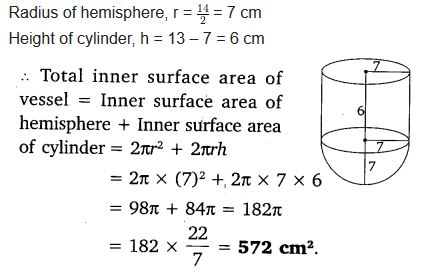 Radius of hemisphere, r = 14/2 = 7 cm
Height of cylinder, h = 13 – 7 = 6 cm
∴ Total inner surface area of
vessel = Inner surface area of
hemisphere + Inner surface area
of cylinder = 2πr² + 2πrh
= 2π × (7)² + 2π × 7 × 6
= 98π + 84π = 182π
= 182 × 22/7 = 572 cm².
7
6
7
7